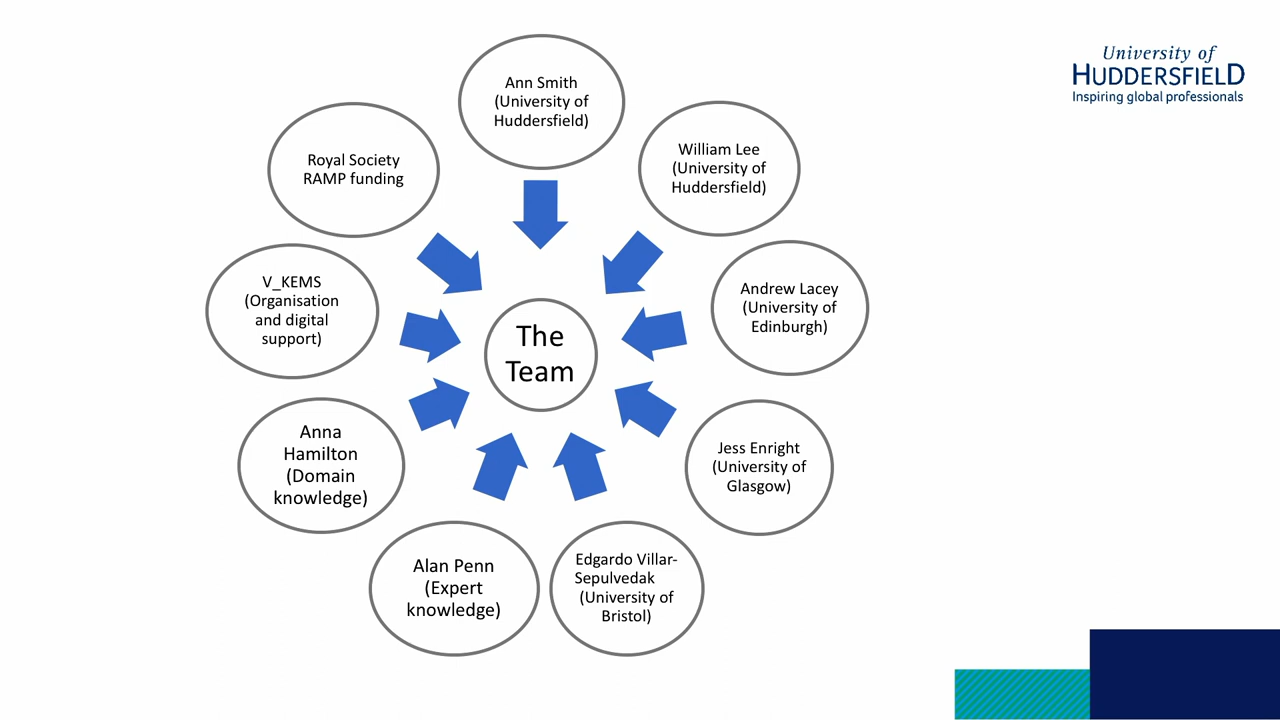 University of
HUDDERSFIELD
Inspiring global professionals
Ann Smith
(University of
Huddersfield)
William Lee
(University of
Huddersfield)
Andrew Lacey
(University of
Edinburgh)
Jess Enright
(University of
Glasgow)
Edgardo Villar-
Sepulvedak
(University of
Bristol)
Alan Penn
(Expert
knowledge)
Anna
Hamilton
(Domain
knowledge)
V_KEMS
(Organisation
and digital
support)
Royal Society
RAMP funding
The
Team